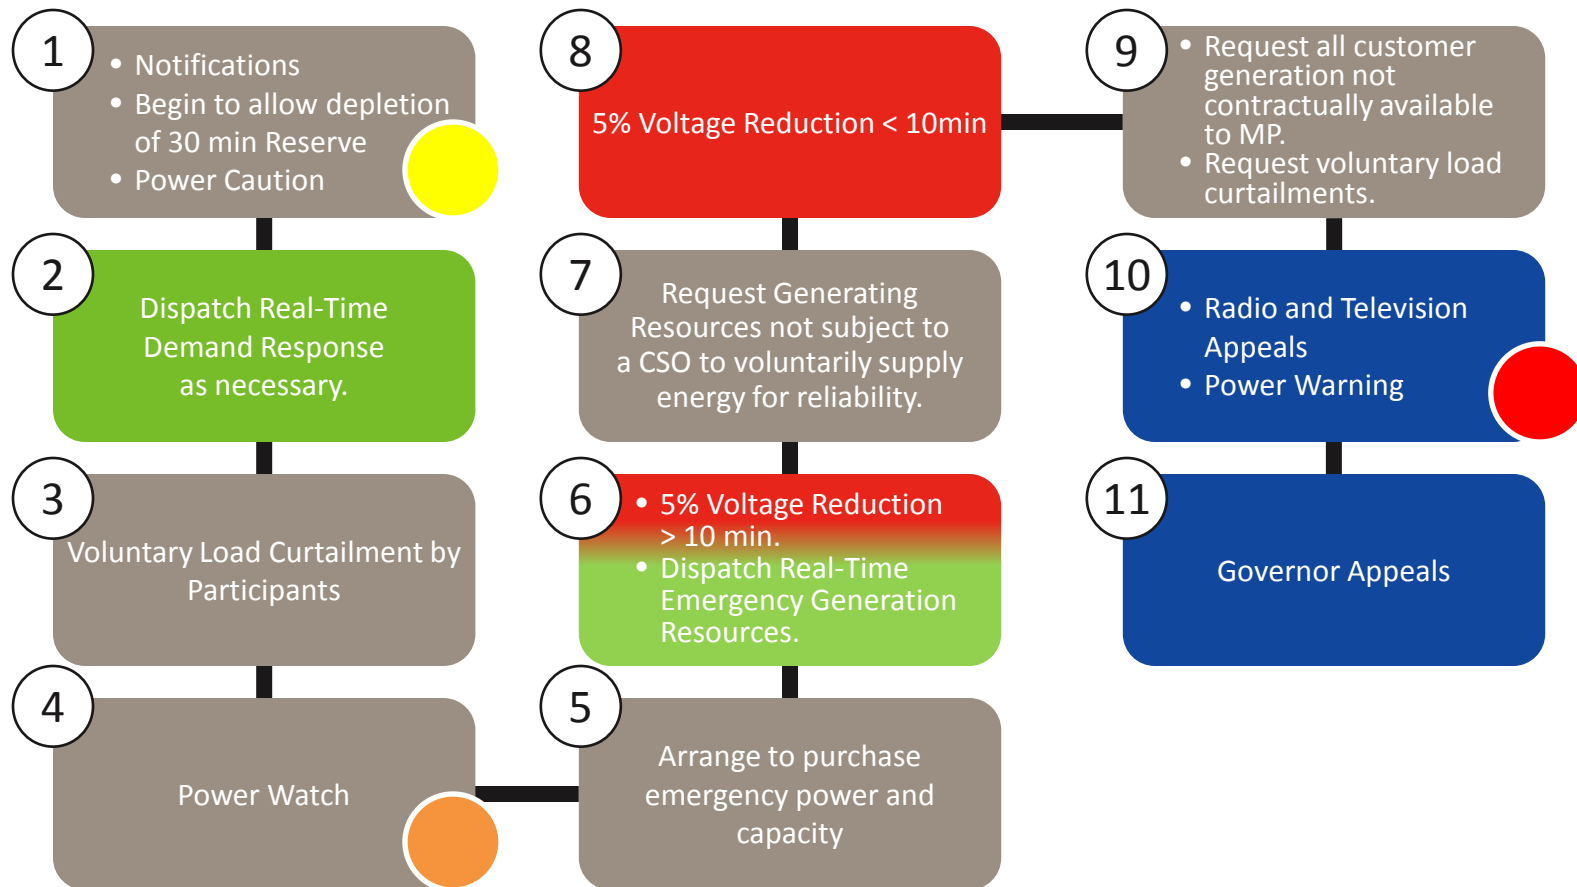 1
• Notifications
• Begin to allow depletion
of 30 min Reserve
• Power Caution
2
Dispatch Real-Time
Demand Response
as necessary.
3
Voluntary Load Curtailment by
Participants
4
Power Watch
5
Arrange to purchase
emergency power and
capacity
6
• 5% Voltage Reduction
> 10 min.
• Dispatch Real-Time
Emergency Generation
Resources.
7
Request Generating
Resources not subject to
a CSO to voluntarily supply
energy for reliability.
8
5% Voltage Reduction < 10min
9
• Request all customer
generation not
contractually available
to MP.
• Request voluntary load
curtailments.
10
• Radio and Television
Appeals
• Power Warning
11
Governor Appeals